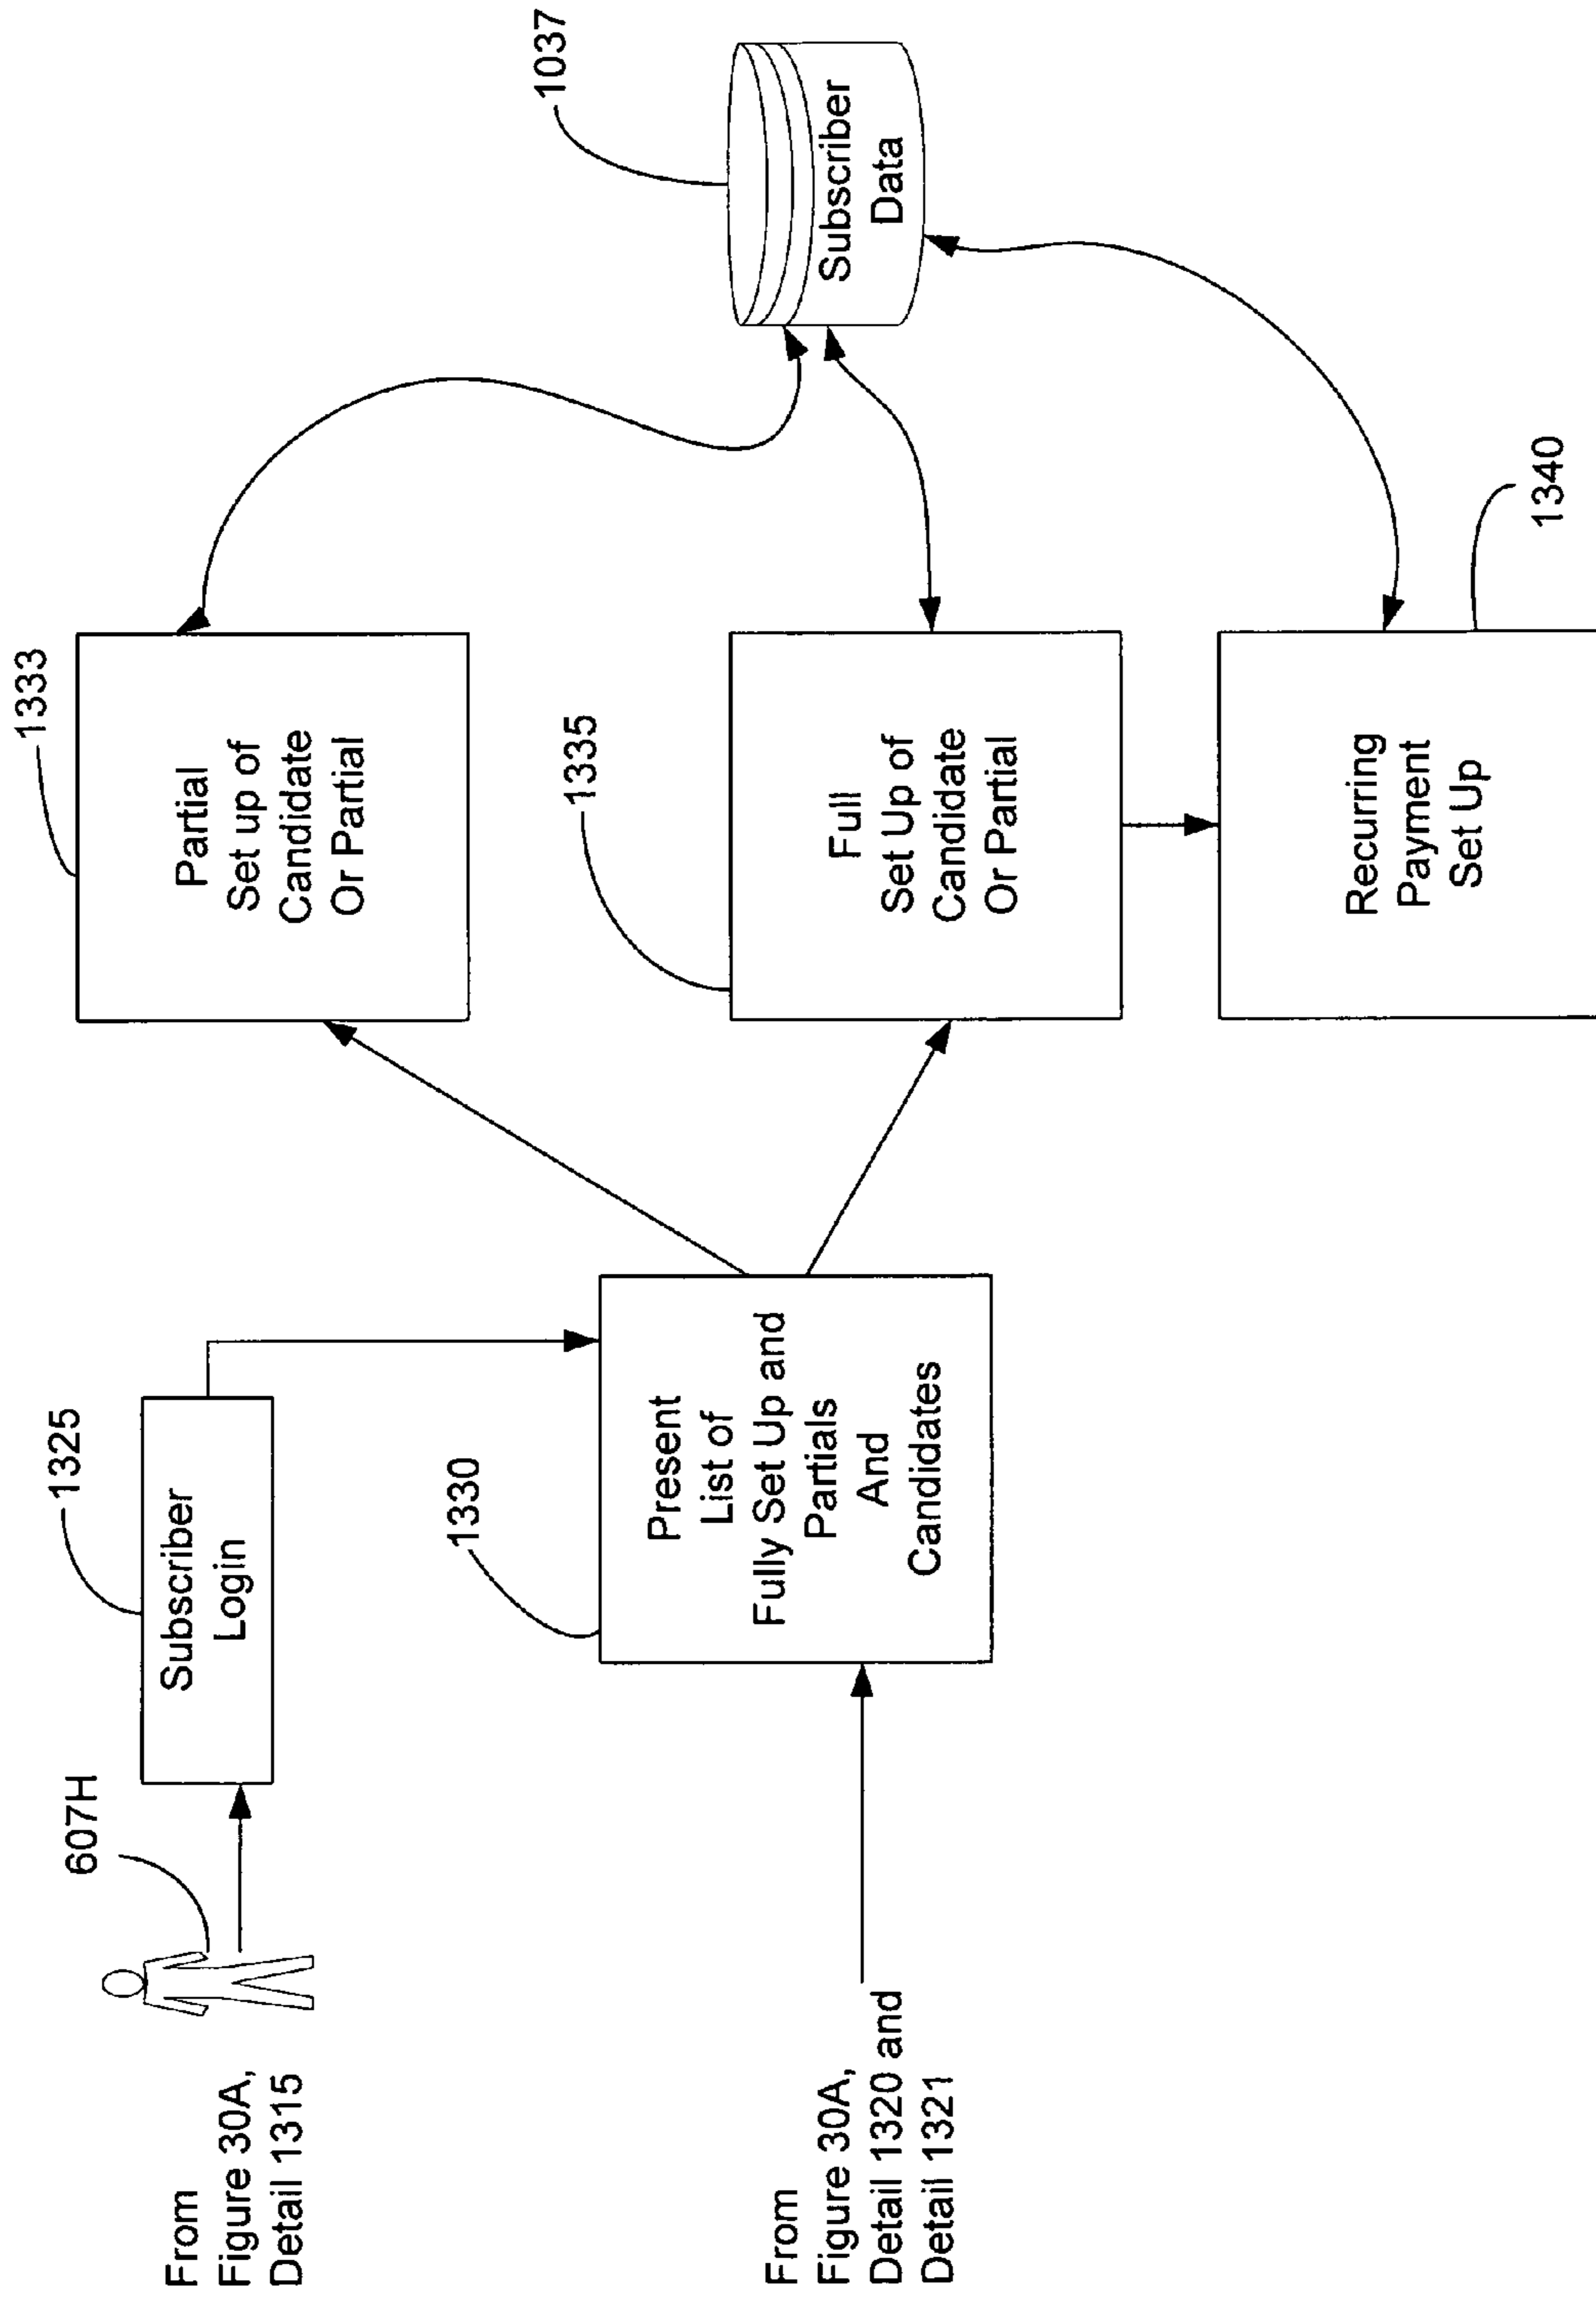 From
Figure 30A,
Detail 1315
607H
1325
Subscriber
Login
From
Figure 30A,
Detail 1320 and
Detail 1321
1330
Present
List of
Fully Set Up and
Partials
And
Candidates
1333
Partial
Set up of
Candidate
Or Partial
1335
Full
Set Up of
Candidate
Or Partial
Recurring
Payment
Set Up
1340
1037
Subscriber
Data